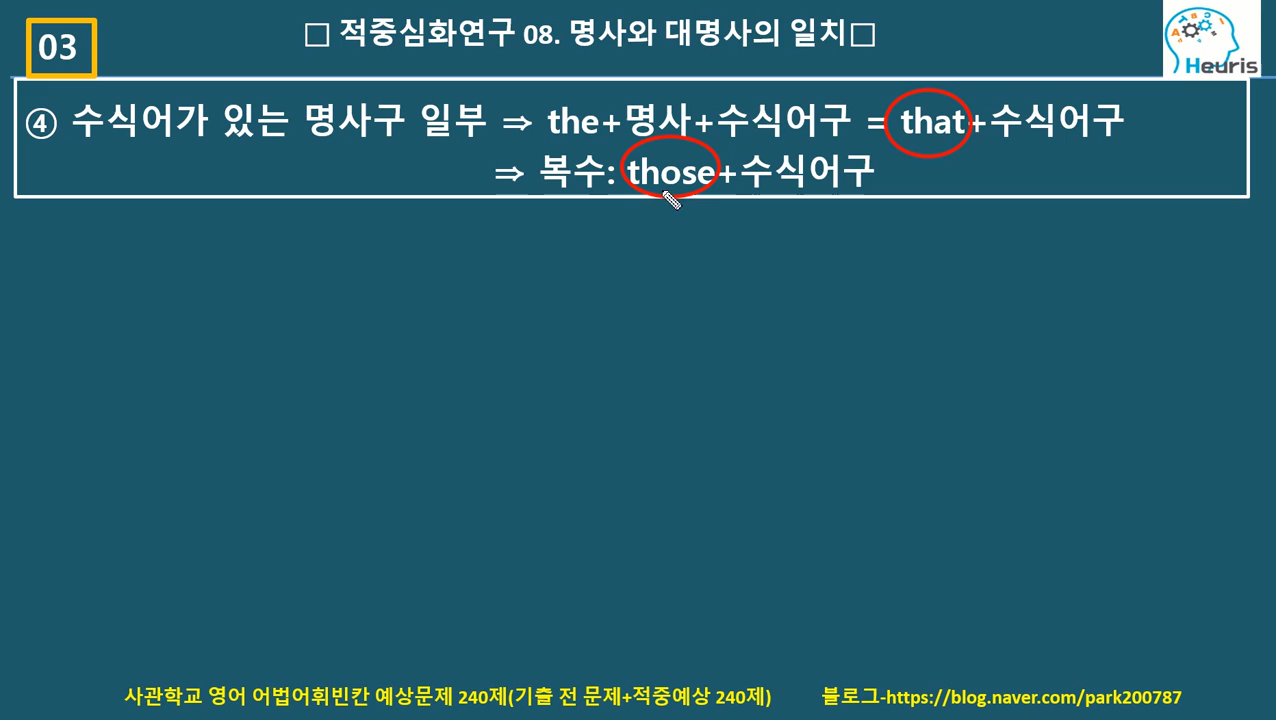 03
□ 적중심화연구 08. 명사와 대명사의 일치□
Heuris
④ 수식어가 있는 명사구 일부 ⇒ the+명사+수식어구 = that+수식어구
⇒ 복수: those+수식어구
사관학교 영어 어법어휘빈칸 예상문제 240제(기출 전 문제+적중예상 240제) 블로그-https://blog.naver.com/park200787